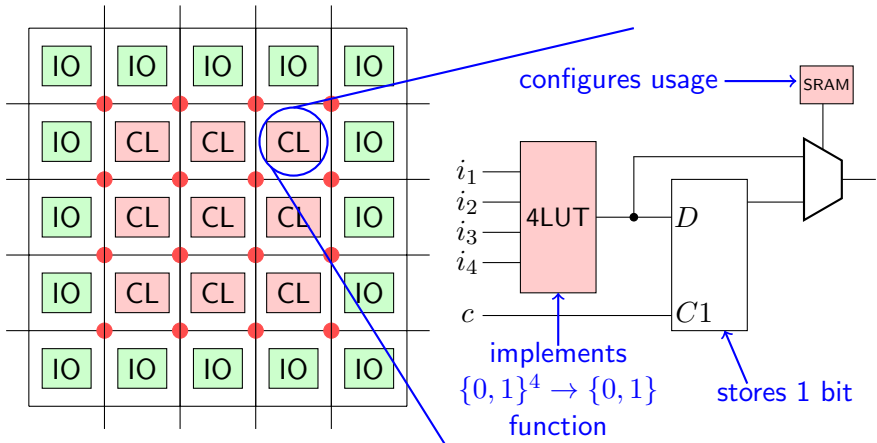 IO IO IO IO IO
IO CL CL CL IO
IO CL CL CL IO
IO CL CL CL IO
IO IO IO IO IO
configures usage
SRAM
i₁
i₂
i₃
i₄
4LUT
D
c
C1
implements
{0, 1}⁴ → {0, 1}
function
stores 1 bit